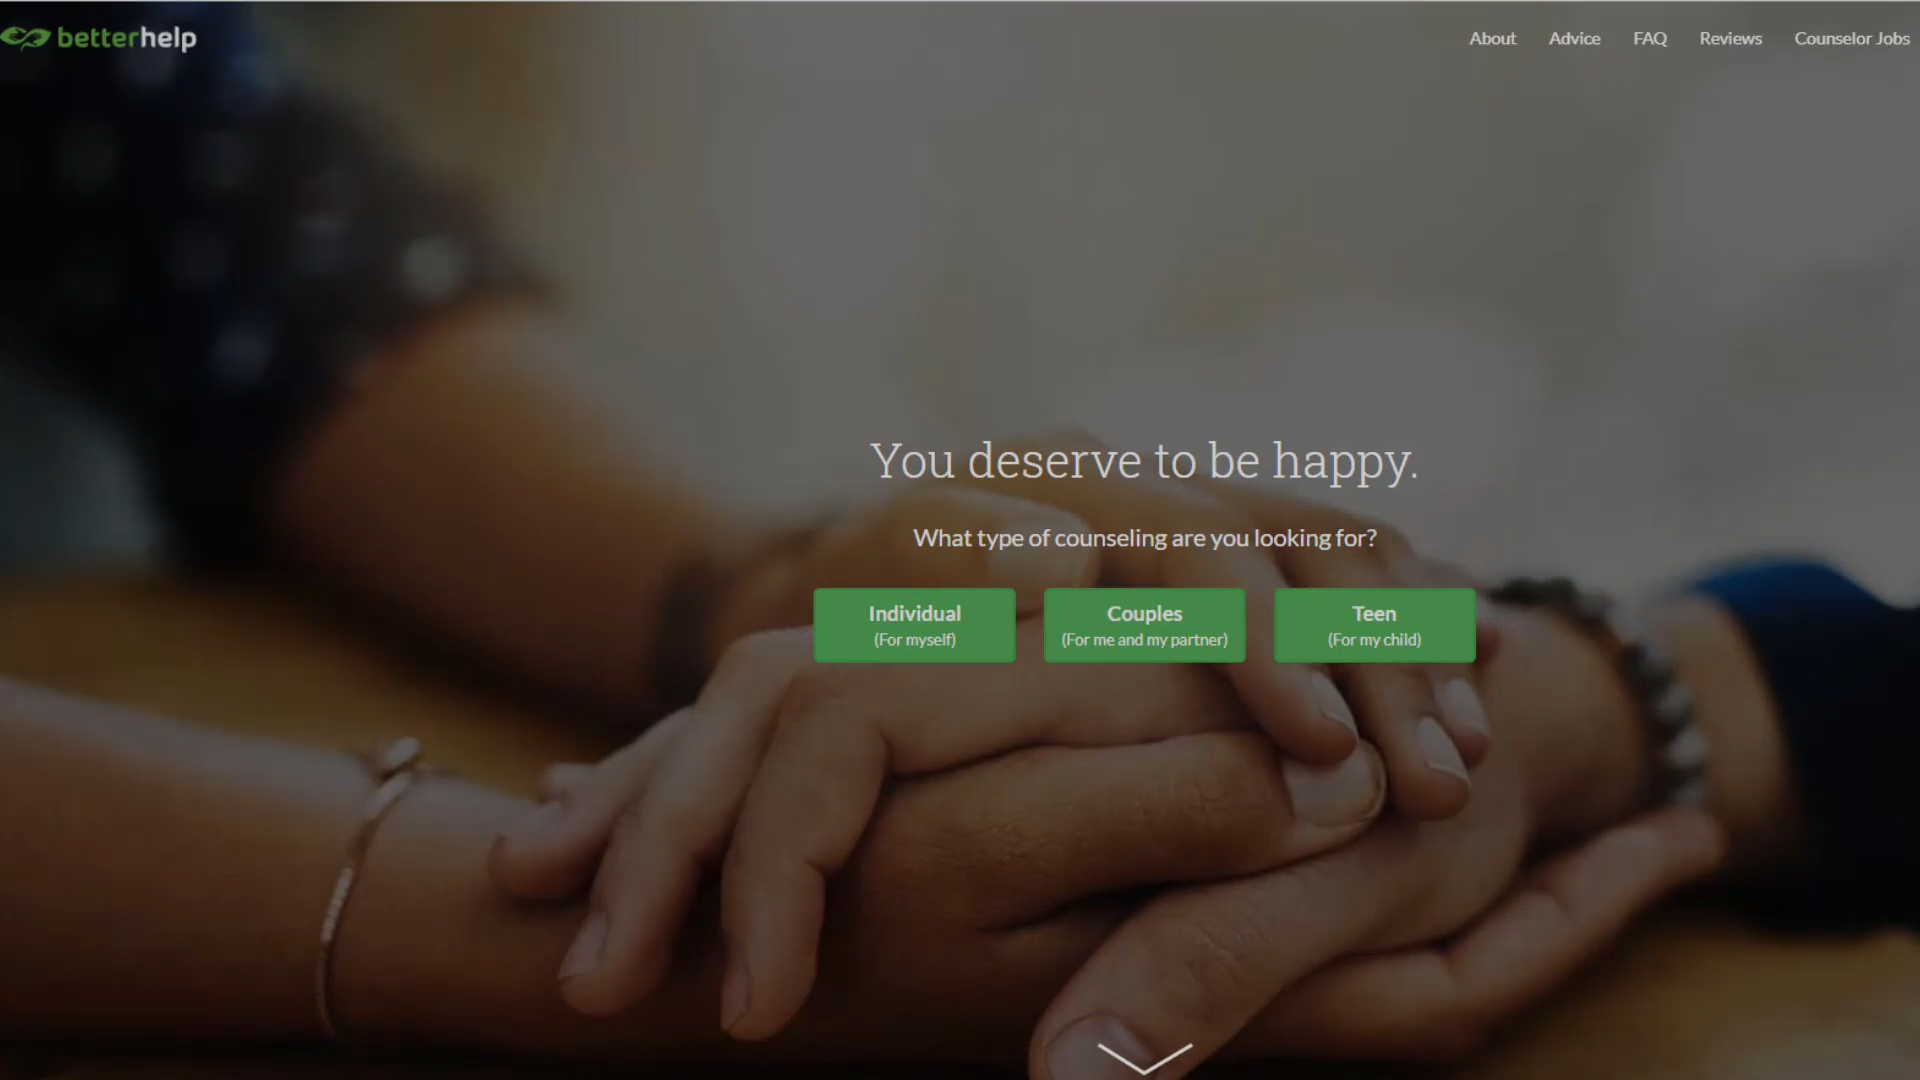 betterhelp
About Advice FAQ Reviews Counselor Jobs
You deserve to be happy.
What type of counseling are you looking for?
Individual
(For myself)
Couples
(For me and my partner)
Teen
(For my child)